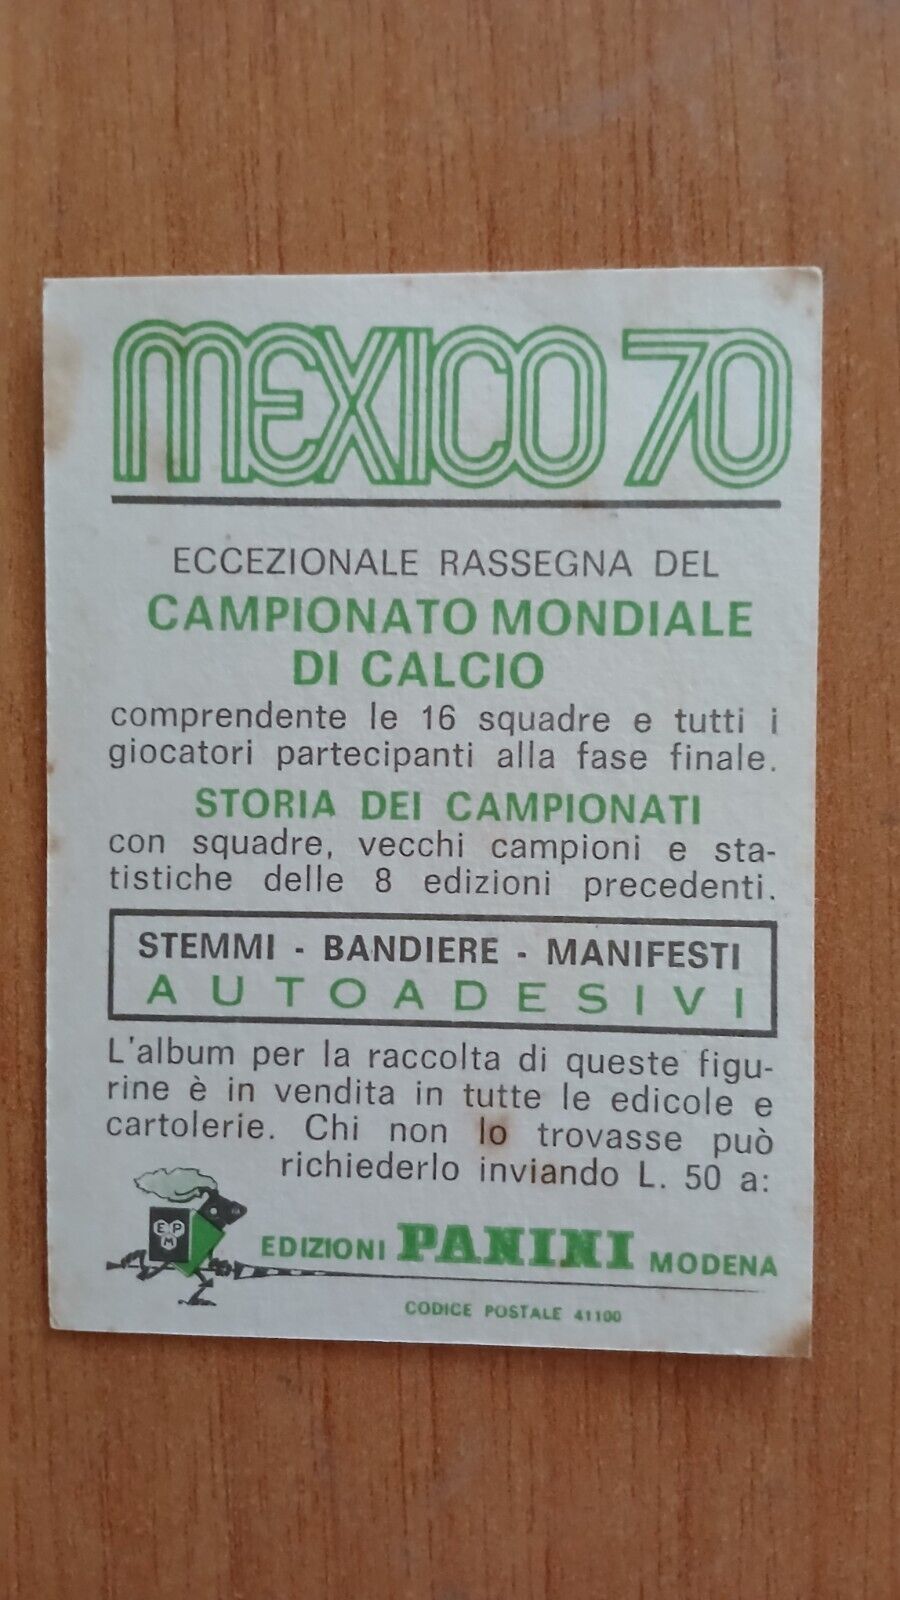 MEXICO 70
ECCEZIONALE RASSEGNA DEL
CAMPIONATO MONDIALE
DI CALCIO
comprendente le 16 squadre e tutti i
giocatori partecipanti alla fase finale.
STORIA DEI CAMPIONATI
con squadre, vecchi campioni e sta-
tistiche delle 8 edizioni precedenti.
STEMMI - BANDIERE - MANIFESTI
AUTOADESIVI
L'album per la raccolta di queste figu-
rine è in vendita in tutte le edicole e
cartolerie. Chi non lo trovasse può
richiederlo inviando L. 50 a:
EPM
EDIZIONI PANINI MODENA
CODICE POSTALE 41100